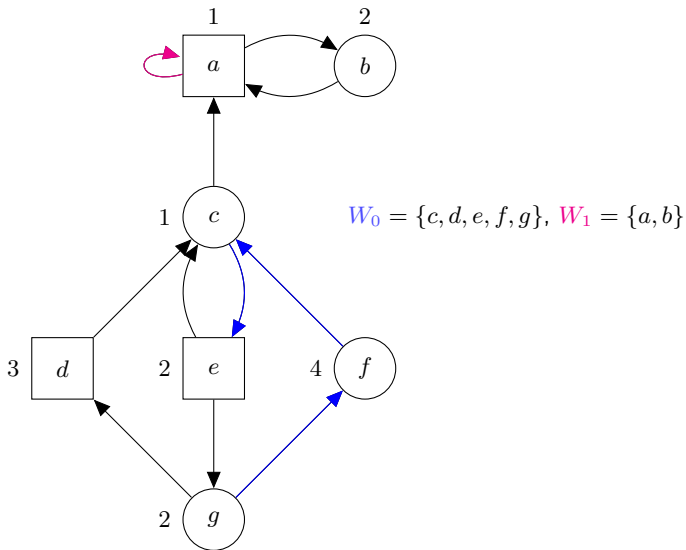 1 2
a b
1 c W₀ = {c, d, e, f, g}, W₁ = {a, b}
3 d 2 e 4 f
2 g